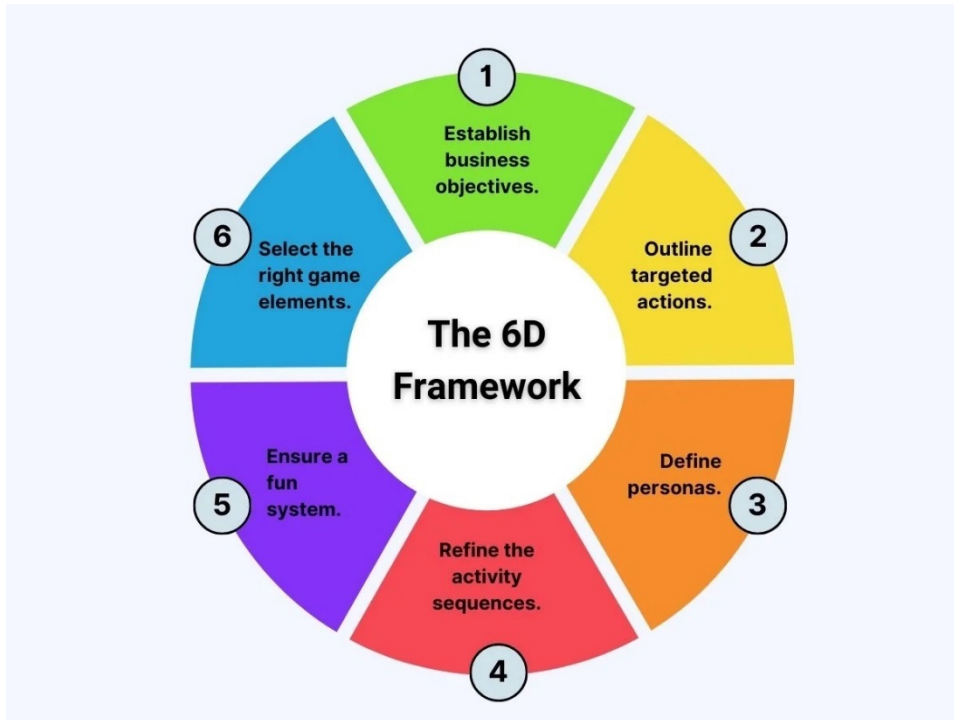 The 6D
Framework
1
Establish
business
objectives.
2
Outline
targeted
actions.
3
Define
personas.
4
Refine the
activity
sequences.
5
Ensure a
fun
system.
6
Select the
right game
elements.